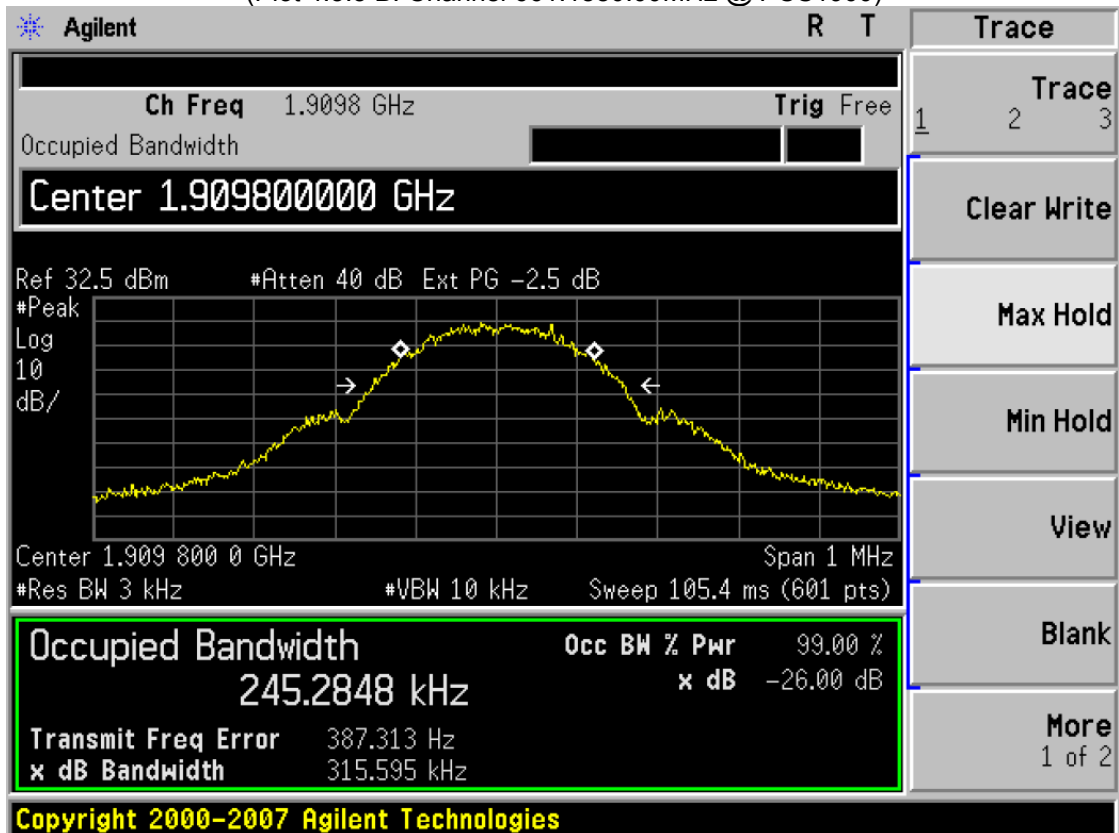 Agilent R T Trace
Ch Freq 1.9098 GHz Trig Free
Occupied Bandwidth
Center 1.909800000 GHz
Ref 32.5 dBm #Atten 40 dB Ext PG -2.5 dB
#Peak
Log
10
dB/
Center 1.909 800 0 GHz Span 1 MHz
#Res BW 3 kHz #VBW 10 kHz Sweep 105.4 ms (601 pts)
Occupied Bandwidth Occ BW % Pwr 99.00 %
245.2848 kHz x dB -26.00 dB
Transmit Freq Error 387.313 Hz
x dB Bandwidth 315.595 kHz
Copyright 2000-2007 Agilent Technologies
Trace
1 2 3
Clear Write
Max Hold
Min Hold
View
Blank
More
1 of 2